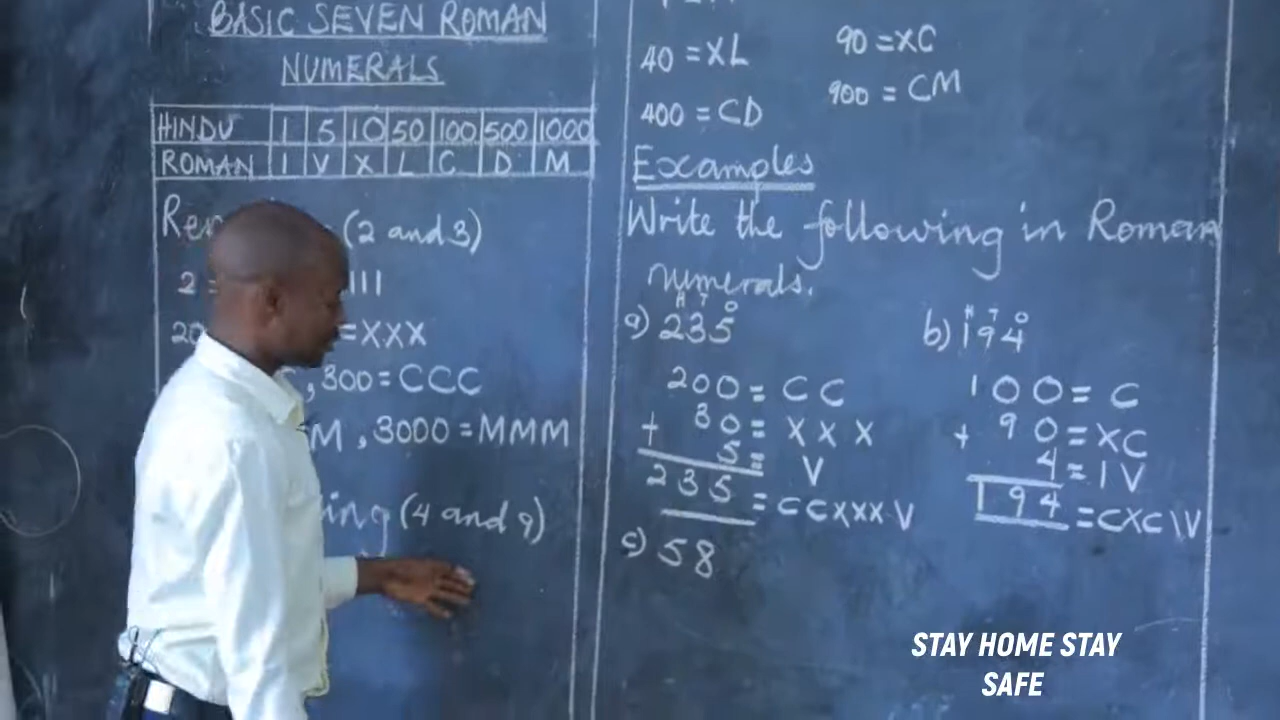 BASIC SEVEN ROMAN
NUMERALS
HINDU 1 5 10 50 100 500 1000
ROMAN I V X L C D M
(2 and 3)
2 = III
=XXX
,300=CCC
M ,3000=MMM
ing (4 and 9)
40 =XL
90 =XC
400 =CD
900 =CM
Examples
Write the following in Roman
numerals.
H T O
a) 235
200= CC
+ 30= XXX
5= V
235 = CCXXXV
H T O
b) 194
100= C
+ 90=XC
4=IV
194 =CXCIV
c) 58
STAY HOME STAY
SAFE